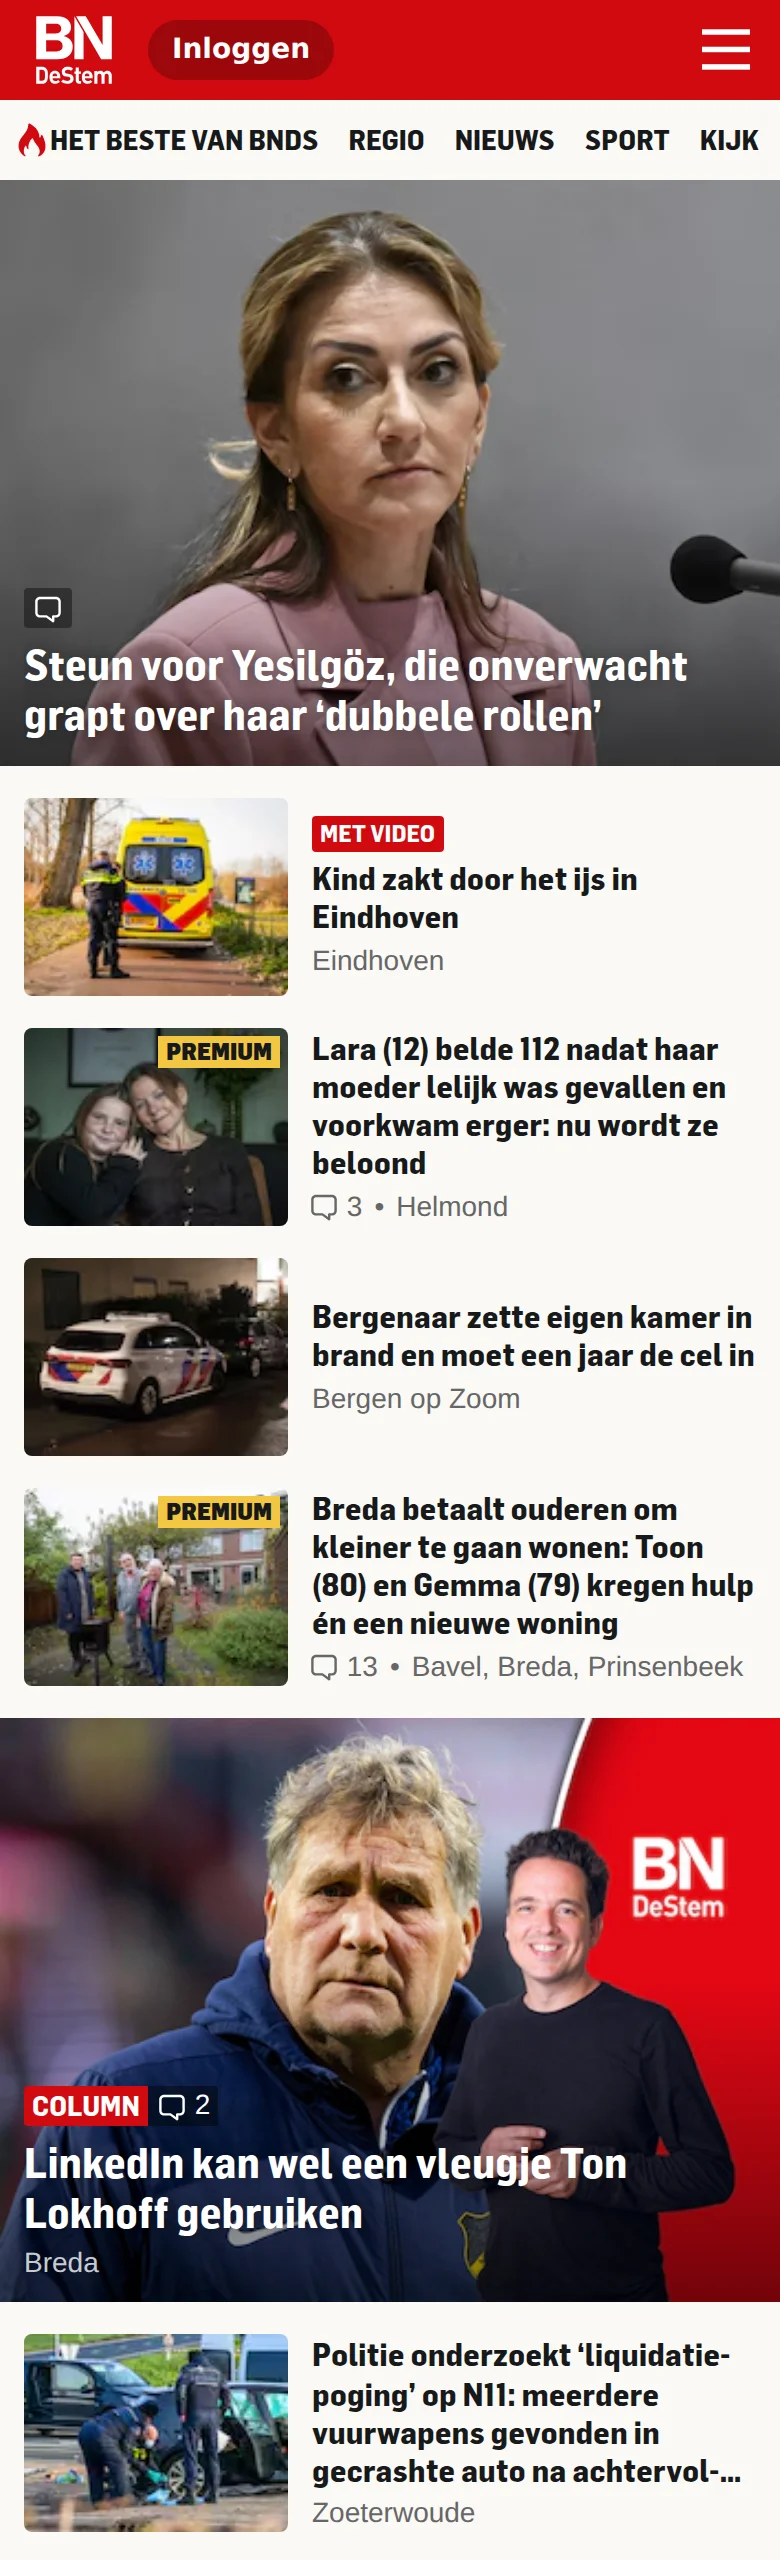 BN
DeStem
Inloggen
HET BESTE VAN BNDS REGIO NIEUWS SPORT KIJK
Steun voor Yesilgöz, die onverwacht
grapt over haar ‘dubbele rollen’
MET VIDEO
Kind zakt door het ijs in
Eindhoven
Eindhoven
PREMIUM
Lara (12) belde 112 nadat haar
moeder lelijk was gevallen en
voorkwam erger: nu wordt ze
beloond
3 • Helmond
Bergenaar zette eigen kamer in
brand en moet een jaar de cel in
Bergen op Zoom
PREMIUM
Breda betaalt ouderen om
kleiner te gaan wonen: Toon
(80) en Gemma (79) kregen hulp
én een nieuwe woning
13 • Bavel, Breda, Prinsenbeek
BN
DeStem
COLUMN 2
LinkedIn kan wel een vleugje Ton
Lokhoff gebruiken
Breda
Politie onderzoekt ‘liquidatie-
poging’ op N11: meerdere
vuurwapens gevonden in
gecrashte auto na achtervol-...
Zoeterwoude